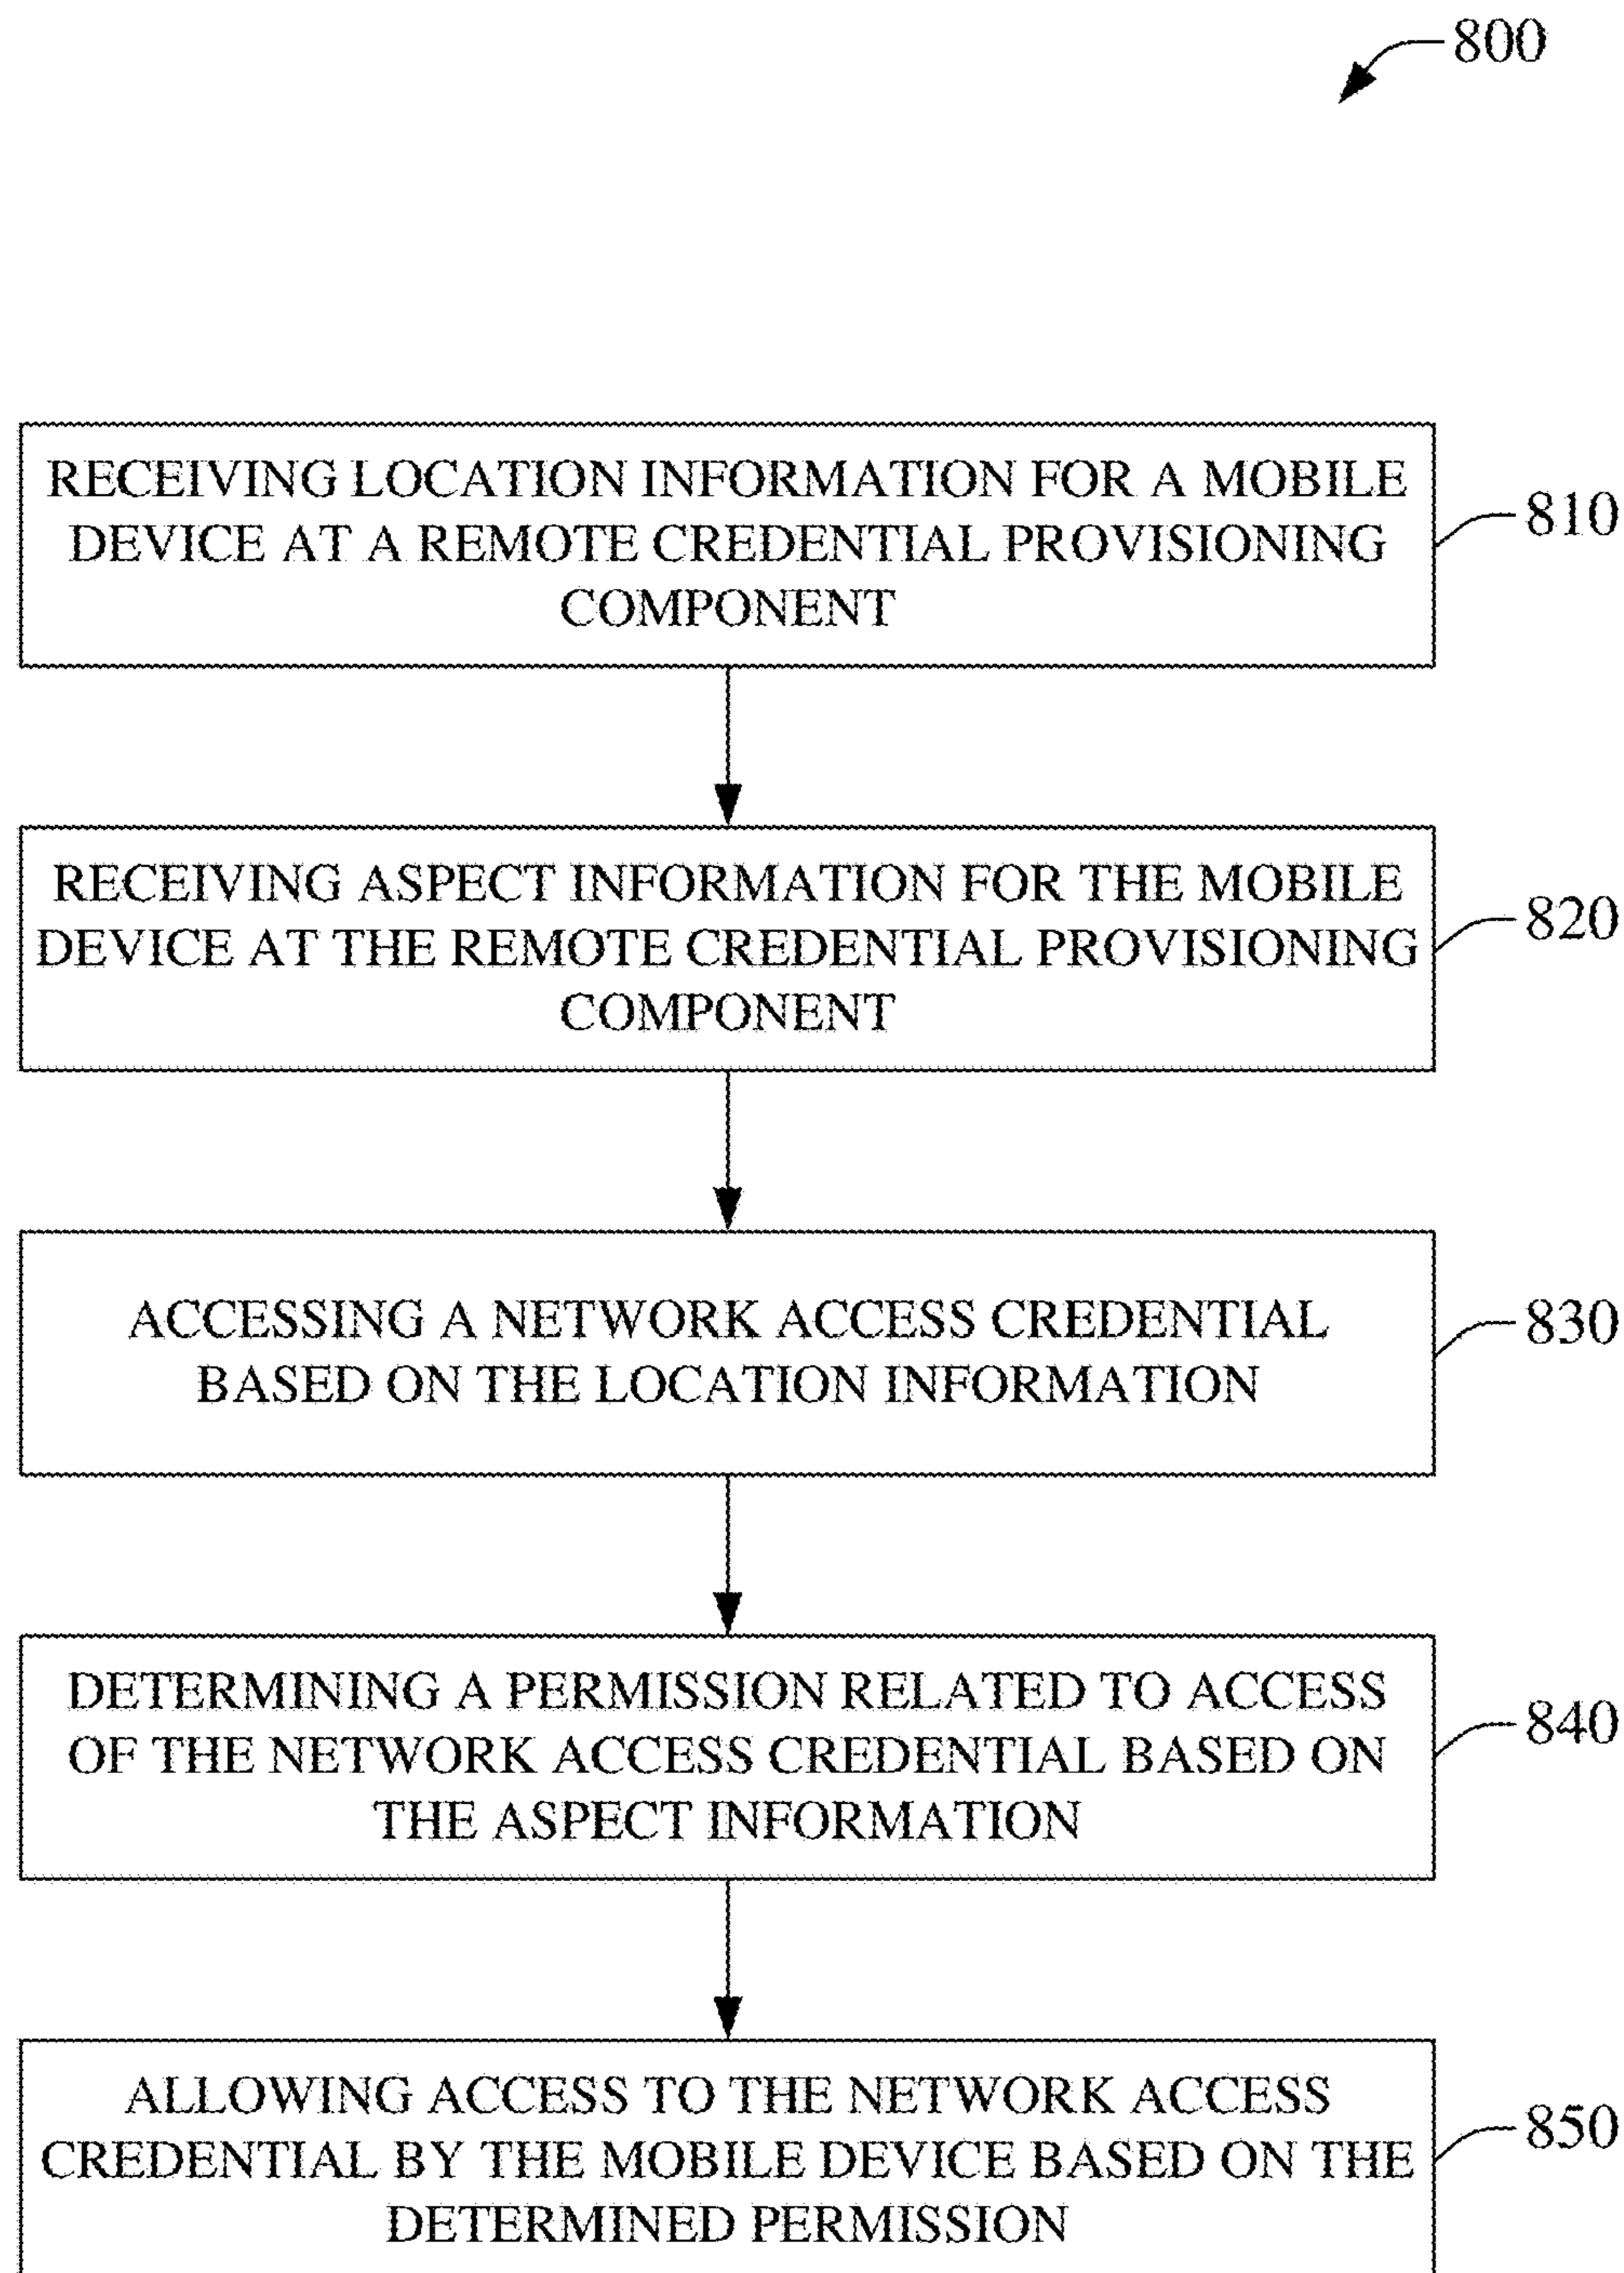 800
RECEIVING LOCATION INFORMATION FOR A MOBILE
DEVICE AT A REMOTE CREDENTIAL PROVISIONING
COMPONENT
810
RECEIVING ASPECT INFORMATION FOR THE MOBILE
DEVICE AT THE REMOTE CREDENTIAL PROVISIONING
COMPONENT
820
ACCESSING A NETWORK ACCESS CREDENTIAL
BASED ON THE LOCATION INFORMATION
830
DETERMINING A PERMISSION RELATED TO ACCESS
OF THE NETWORK ACCESS CREDENTIAL BASED ON
THE ASPECT INFORMATION
840
ALLOWING ACCESS TO THE NETWORK ACCESS
CREDENTIAL BY THE MOBILE DEVICE BASED ON THE
DETERMINED PERMISSION
850